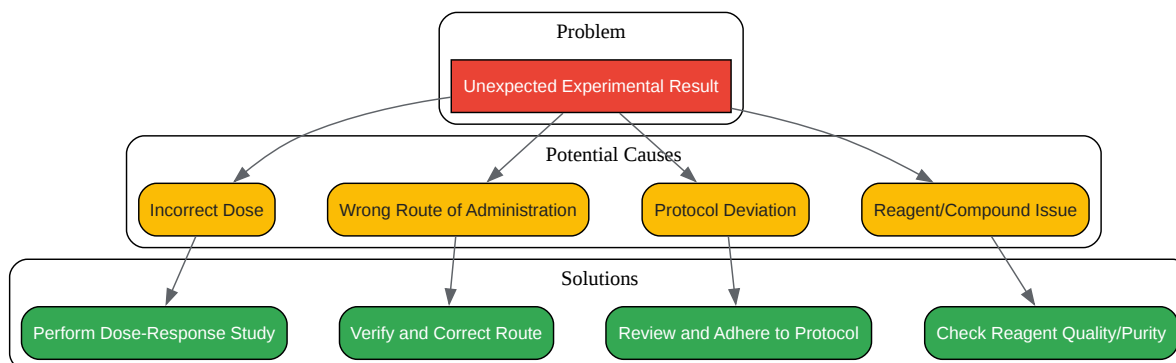 Problem
Unexpected Experimental Result
Potential Causes
Incorrect Dose
Wrong Route of Administration
Protocol Deviation
Reagent/Compound Issue
Solutions
Perform Dose-Response Study
Verify and Correct Route
Review and Adhere to Protocol
Check Reagent Quality/Purity